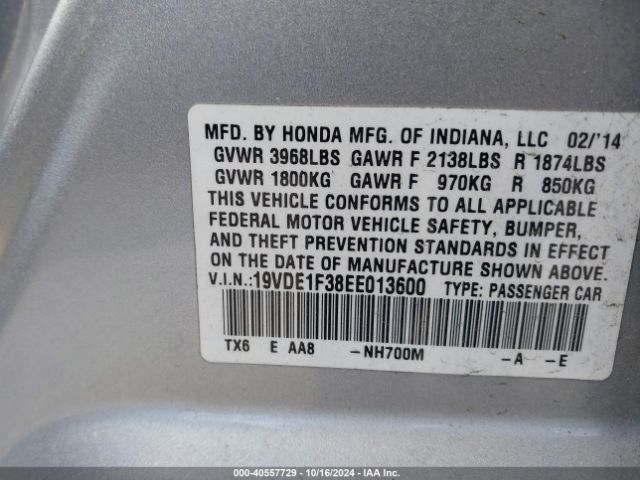 MFD. BY HONDA MFG. OF INDIANA, LLC 02/'14
GVWR 3968LBS GAWR F 2138LBS R 1874LBS
GVWR 1800KG GAWR F 970KG R 850KG
THIS VEHICLE CONFORMS TO ALL APPLICABLE
FEDERAL MOTOR VEHICLE SAFETY, BUMPER,
AND THEFT PREVENTION STANDARDS IN EFFECT
ON THE DATE OF MANUFACTURE SHOWN ABOVE.
V.I.N.:19VDE1F38EE013600 TYPE: PASSENGER CAR
TX6 E AA8 -NH700M -A -E
000-40557729 - 10/16/2024 - IAA Inc.